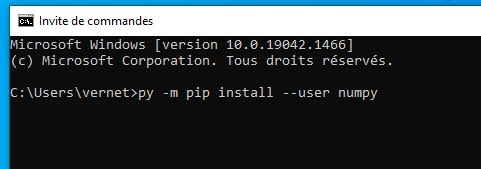 Invite de commandes
Microsoft Windows [version 10.0.19042.1466]
(c) Microsoft Corporation. Tous droits réservés.
C:\Users\vernet>py -m pip install --user numpy